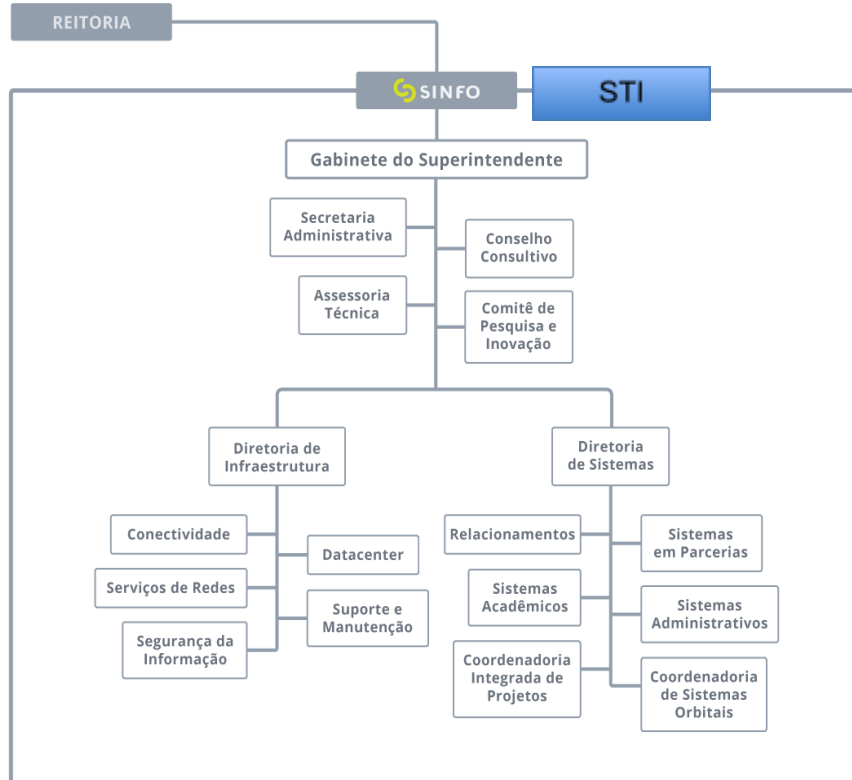 REITORIA
SINFO
STI
Gabinete do Superintendente
Secretaria
Administrativa
Conselho
Consultivo
Assessoria
Técnica
Comitê de
Pesquisa e
Inovação
Diretoria de
Infraestrutura
Diretoria
de Sistemas
Conectividade
Datacenter
Serviços de Redes
Suporte e
Manutenção
Segurança da
Informação
Relacionamentos
Sistemas
em Parcerias
Sistemas
Acadêmicos
Sistemas
Administrativos
Coordenadoria
Integrada de
Projetos
Coordenadoria
de Sistemas
Orbitais